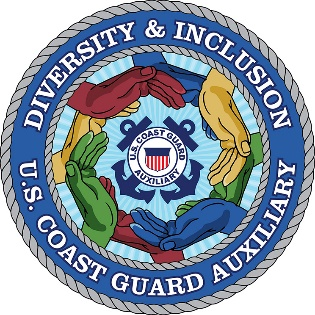 DIVERSITY & INCLUSION
U.S. COAST GUARD
AUXILIARY
U.S. COAST GUARD AUXILIARY